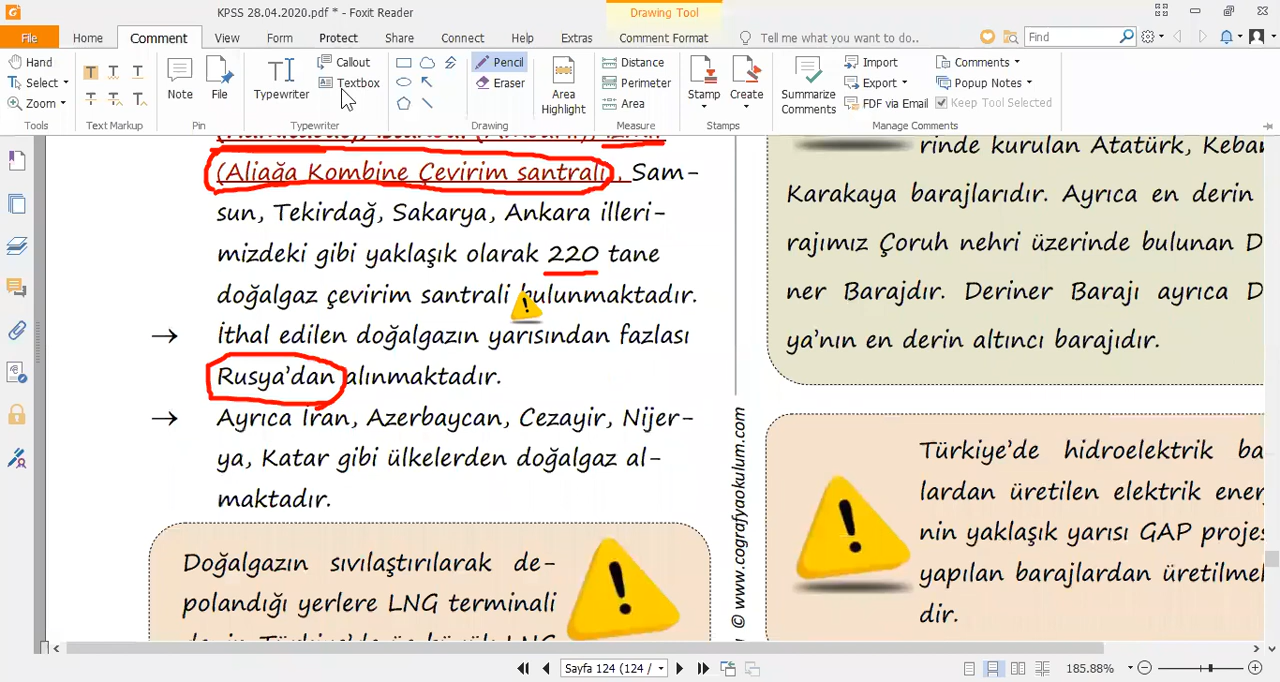 KPSS 28.04.2020.pdf * - Foxit Reader
Drawing Tool
File Home Comment View Form Protect Share Connect Help Extras Comment Format Tell me what you want to do.. Find
Hand
Select
Zoom
Tools
T T T
T T T
Text Markup
Note
File
Pin
Typewriter
Callout
Textbox
Typewriter
Pencil
Eraser
Drawing
Area
Highlight
Distance
Perimeter
Area
Measure
Stamp
Create
Stamps
Summarize
Comments
Import
Export
FDF via Email
Comments
Popup Notes
Keep Tool Selected
Manage Comments
(Aliağa Kombine Çevirim santrali), Sam-
sun, Tekirdağ, Sakarya, Ankara illeri-
mizdeki gibi yaklaşık olarak 220 tane
doğalgaz çevirim santrali bulunmaktadır.
→ İthal edilen doğalgazın yarısından fazlası
Rusya'dan alınmaktadır.
→ Ayrıca İran, Azerbaycan, Cezayir, Nijer-
ya, Katar gibi ülkelerden doğalgaz al-
maktadır.
Doğalgazın sıvılaştırılarak de-
polandığı yerlere LNG terminali
© www.cografyaokulum.com
rinde kurulan Atatürk, Keban
Karakaya barajlarıdır. Ayrıca en derin
rajımız Çoruh nehri üzerinde bulunan D
ner Barajdır. Deriner Barajı ayrıca D
ya'nın en derin altıncı barajıdır.
Türkiye'de hidroelektrik ba
lardan üretilen elektrik ener
nin yaklaşık yarısı GAP projes
yapılan barajlardan üretilmek
dir.
Sayfa 124 (124 /
185.88%